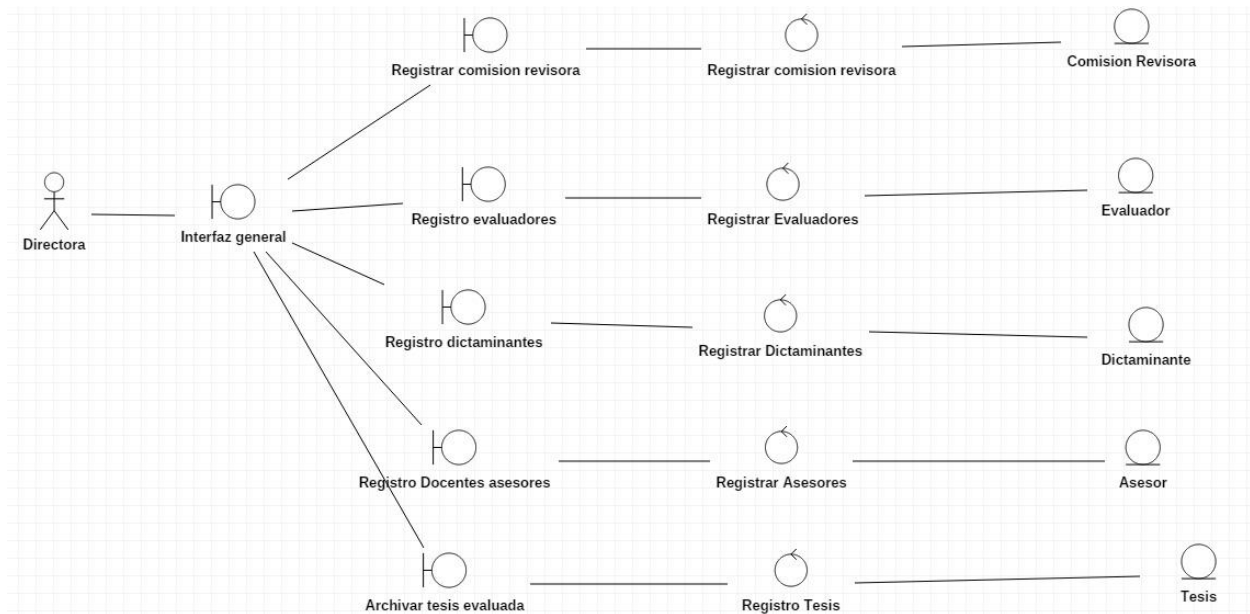 Registrar comision revisora
Registrar comision revisora
Comision Revisora
Directora
Interfaz general
Registro evaluadores
Registrar Evaluadores
Evaluador
Registro dictaminantes
Registrar Dictaminantes
Dictaminante
Registro Docentes asesores
Registrar Asesores
Asesor
Archivar tesis evaluada
Registro Tesis
Tesis